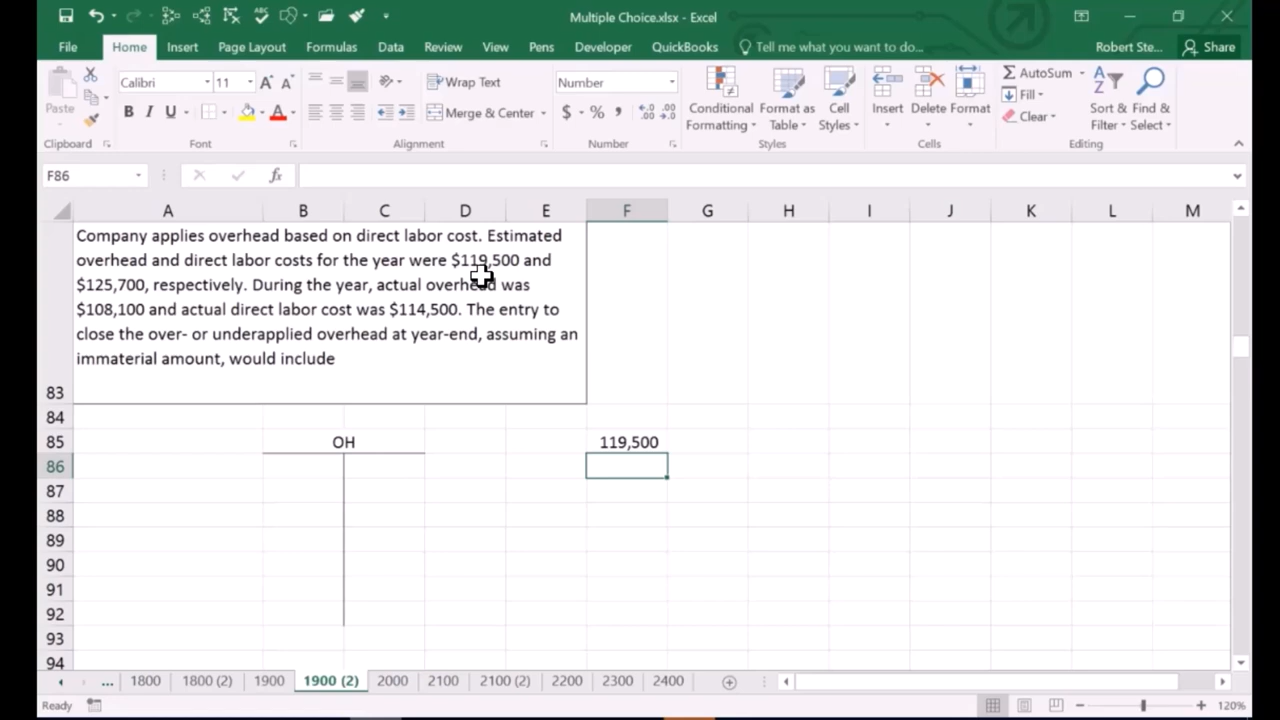 Multiple Choice.xlsx - Excel
File Home Insert Page Layout Formulas Data Review View Pens Developer QuickBooks Tell me what you want to do... Robert Ste... Share
Paste
Calibri 11
B I U
Wrap Text
Merge & Center
Number
$ % ,
Conditional Formatting
Format as Table
Cell Styles
Insert Delete Format
AutoSum
Fill
Clear
Sort & Filter
Find & Select
Clipboard Font Alignment Number Styles Cells Editing
F86 fx
A B C D E F G H I J K L M
Company applies overhead based on direct labor cost. Estimated
overhead and direct labor costs for the year were $119,500 and
$125,700, respectively. During the year, actual overhead was
$108,100 and actual direct labor cost was $114,500. The entry to
close the over- or underapplied overhead at year-end, assuming an
immaterial amount, would include
83
84
85 OH 119,500
86
87
88
89
90
91
92
93
94
... 1800 1800 (2) 1900 1900 (2) 2000 2100 2100 (2) 2200 2300 2400
Ready 120%